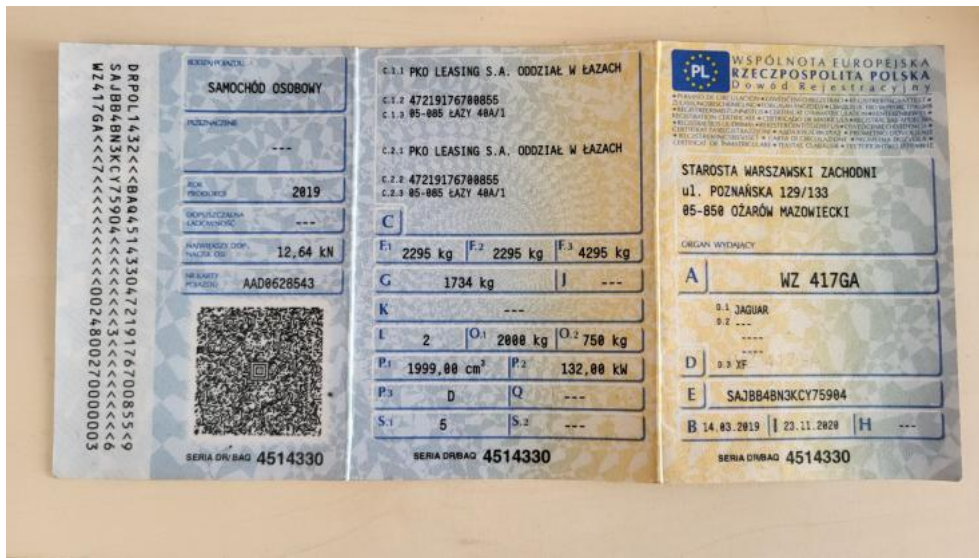 DRPOL1432<<BAQ45143304721917670085 5<9
SAJBB4BN3KCY75904<<<<<<<<3<<<<<<<<6
WZ417GA<<7<<<<<<<<<0024800270000003
RODZAJ POJAZDU
SAMOCHÓD OSOBOWY
PRZEZNACZENIE
---
ROK
PRODUKCJI
2019
DOPUSZCZALNA
ŁADOWNOŚĆ
---
NAJWIĘKSZY DOP.
NACISK OSI
12,64 kN
NR KARTY
POJAZDU
AAD0628543
SERIA DR/BAQ 4514330
C.1.1 PKO LEASING S.A. ODDZIAŁ W ŁAZACH
C.1.2 47219176700855
C.1.3 05-085 ŁAZY 40A/1
C.2.1 PKO LEASING S.A. ODDZIAŁ W ŁAZACH
C.2.2 47219176700855
C.2.3 05-085 ŁAZY 40A/1
C
F.1 2295 kg F.2 2295 kg F.3 4295 kg
G 1734 kg J ---
K ---
L 2 O.1 2000 kg O.2 750 kg
P.1 1999,00 cm³ P.2 132,00 kW
P.3 D Q ---
S.1 5 S.2 ---
SERIA DR/BAQ 4514330
PL
WSPÓLNOTA EUROPEJSKA
RZECZPOSPOLITA POLSKA
Dowód Rejestracyjny
STAROSTA WARSZAWSKI ZACHODNI
ul. POZNAŃSKA 129/133
05-850 OŻARÓW MAZOWIECKI
ORGAN WYDAJĄCY
A WZ 417GA
D.1 JAGUAR
D.2 ---
----
----
D D.3 XF
E SAJBB4BN3KCY75904
B 14.03.2019 I 23.11.2020 H ---
SERIA DR/BAQ 4514330